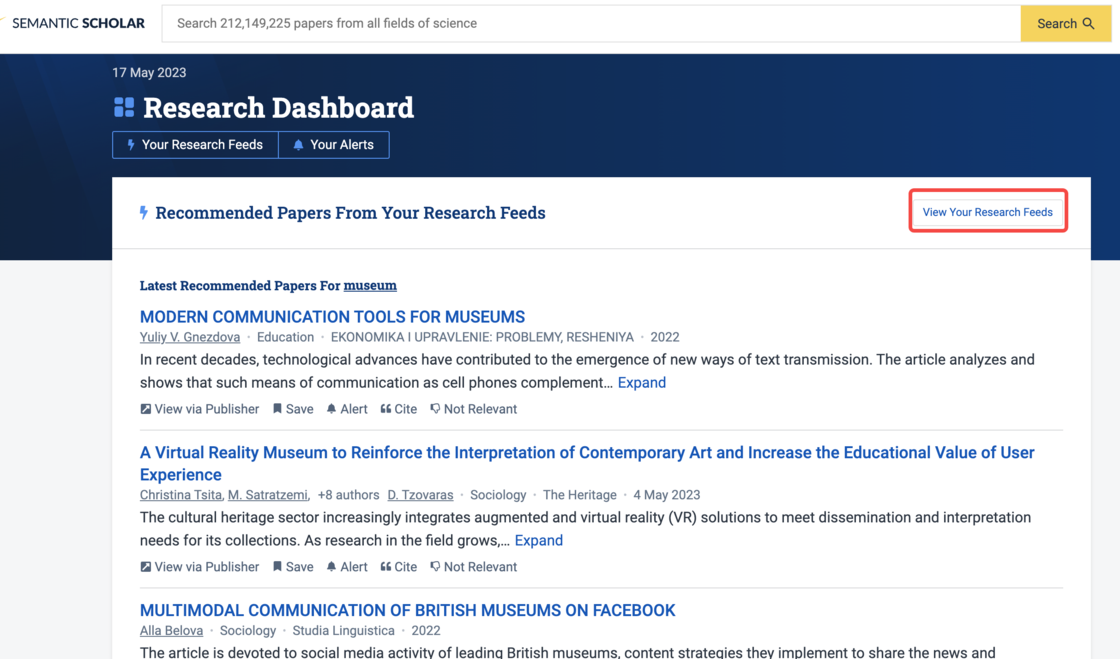 SEMANTIC SCHOLAR
Search 212,149,225 papers from all fields of science
Search
17 May 2023
Research Dashboard
Your Research Feeds
Your Alerts
Recommended Papers From Your Research Feeds
View Your Research Feeds
Latest Recommended Papers For museum
MODERN COMMUNICATION TOOLS FOR MUSEUMS
Yuliy V. Gnezdova · Education · EKONOMIKA I UPRAVLENIE: PROBLEMY, RESHENIYA · 2022
In recent decades, technological advances have contributed to the emergence of new ways of text transmission. The article analyzes and
shows that such means of communication as cell phones complement… Expand
View via Publisher Save Alert Cite Not Relevant
A Virtual Reality Museum to Reinforce the Interpretation of Contemporary Art and Increase the Educational Value of User
Experience
Christina Tsita, M. Satratzemi, +8 authors D. Tzovaras · Sociology · The Heritage · 4 May 2023
The cultural heritage sector increasingly integrates augmented and virtual reality (VR) solutions to meet dissemination and interpretation
needs for its collections. As research in the field grows,… Expand
View via Publisher Save Alert Cite Not Relevant
MULTIMODAL COMMUNICATION OF BRITISH MUSEUMS ON FACEBOOK
Alla Belova · Sociology · Studia Linguistica · 2022
The article is devoted to social media activity of leading British museums, content strategies they implement to share the news and